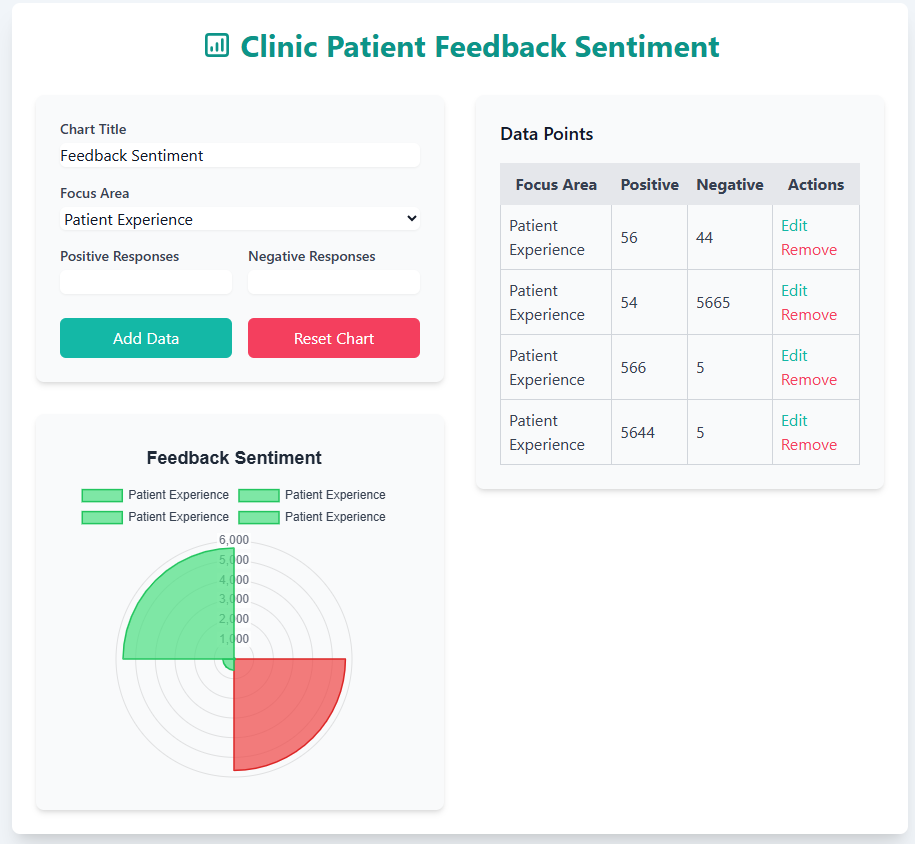 Clinic Patient Feedback Sentiment
Chart Title
Feedback Sentiment
Focus Area
Patient Experience
Positive Responses Negative Responses
Add Data Reset Chart
Data Points
Focus Area Positive Negative Actions
Patient Experience 56 44 Edit Remove
Patient Experience 54 5665 Edit Remove
Patient Experience 566 5 Edit Remove
Patient Experience 5644 5 Edit Remove
Feedback Sentiment
Patient Experience Patient Experience
Patient Experience Patient Experience
6,000
5,000
4,000
3,000
2,000
1,000